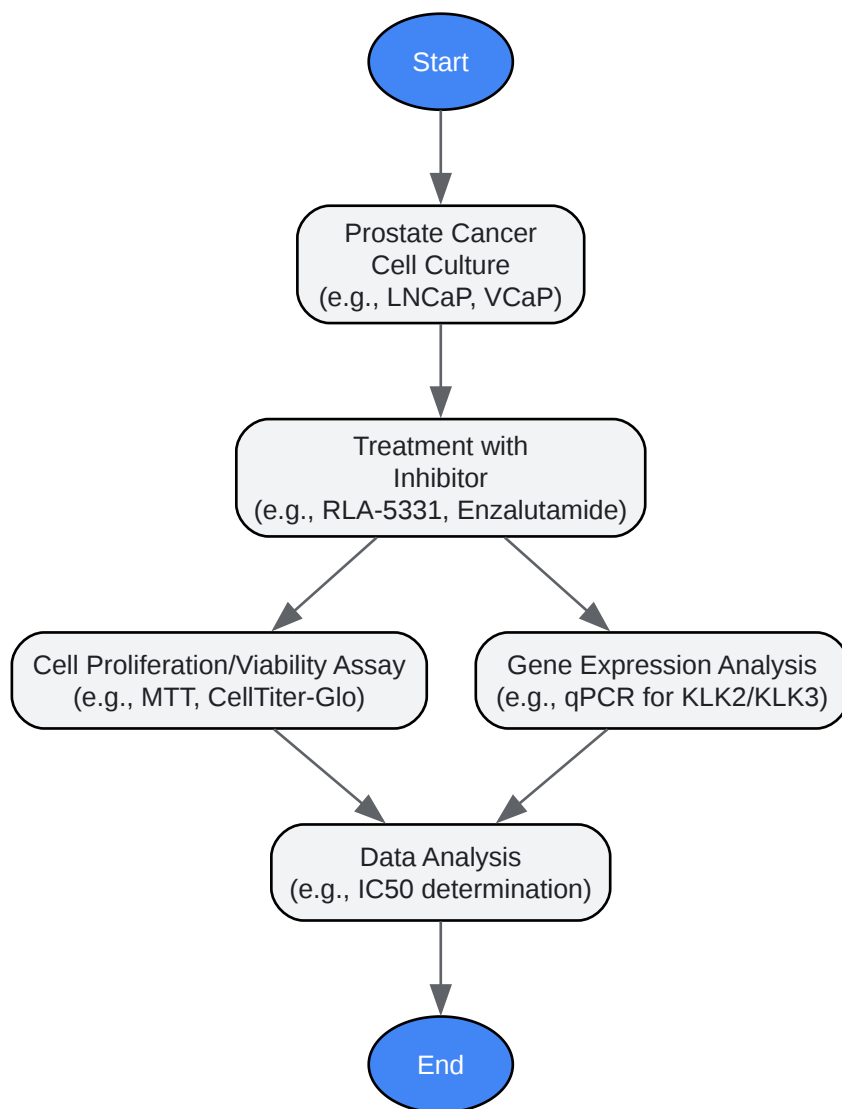 Start
Prostate Cancer
Cell Culture
(e.g., LNCaP, VCaP)
Treatment with
Inhibitor
(e.g., RLA-5331, Enzalutamide)
Cell Proliferation/Viability Assay
(e.g., MTT, CellTiter-Glo)
Gene Expression Analysis
(e.g., qPCR for KLK2/KLK3)
Data Analysis
(e.g., IC50 determination)
End